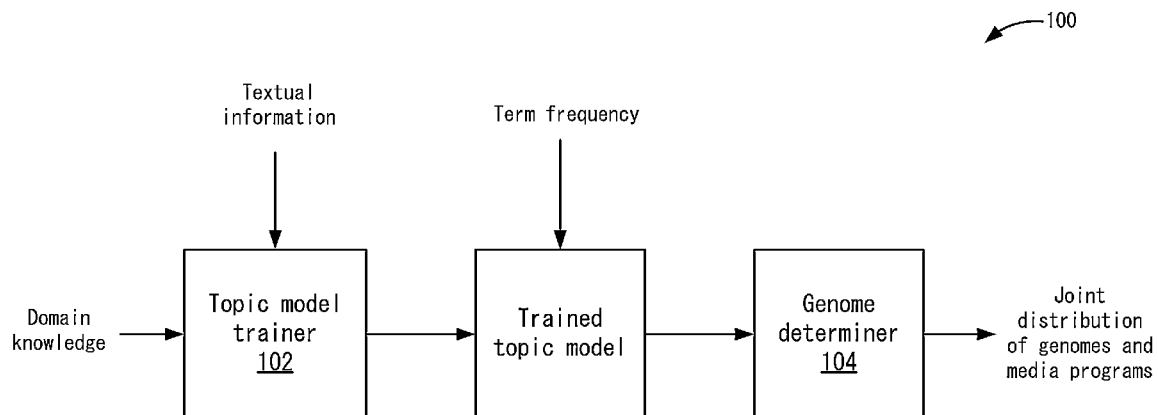 100
Textual
information
Term frequency
Domain
knowledge
Topic model
trainer
102
Trained
topic model
Genome
determiner
104
Joint
distribution
of genomes and
media programs